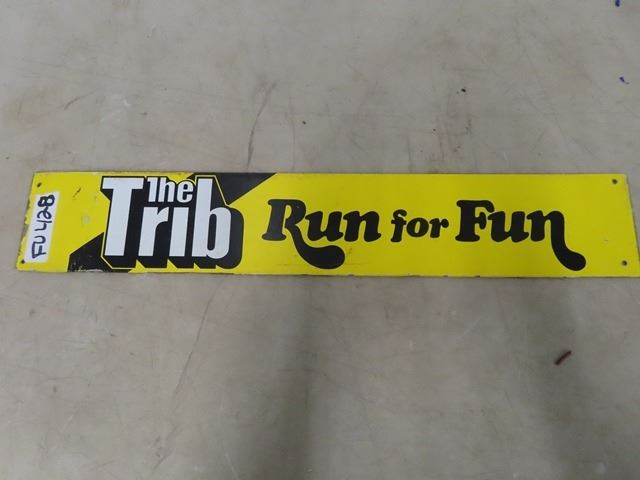 FU428
The
Trib
Run for Fun